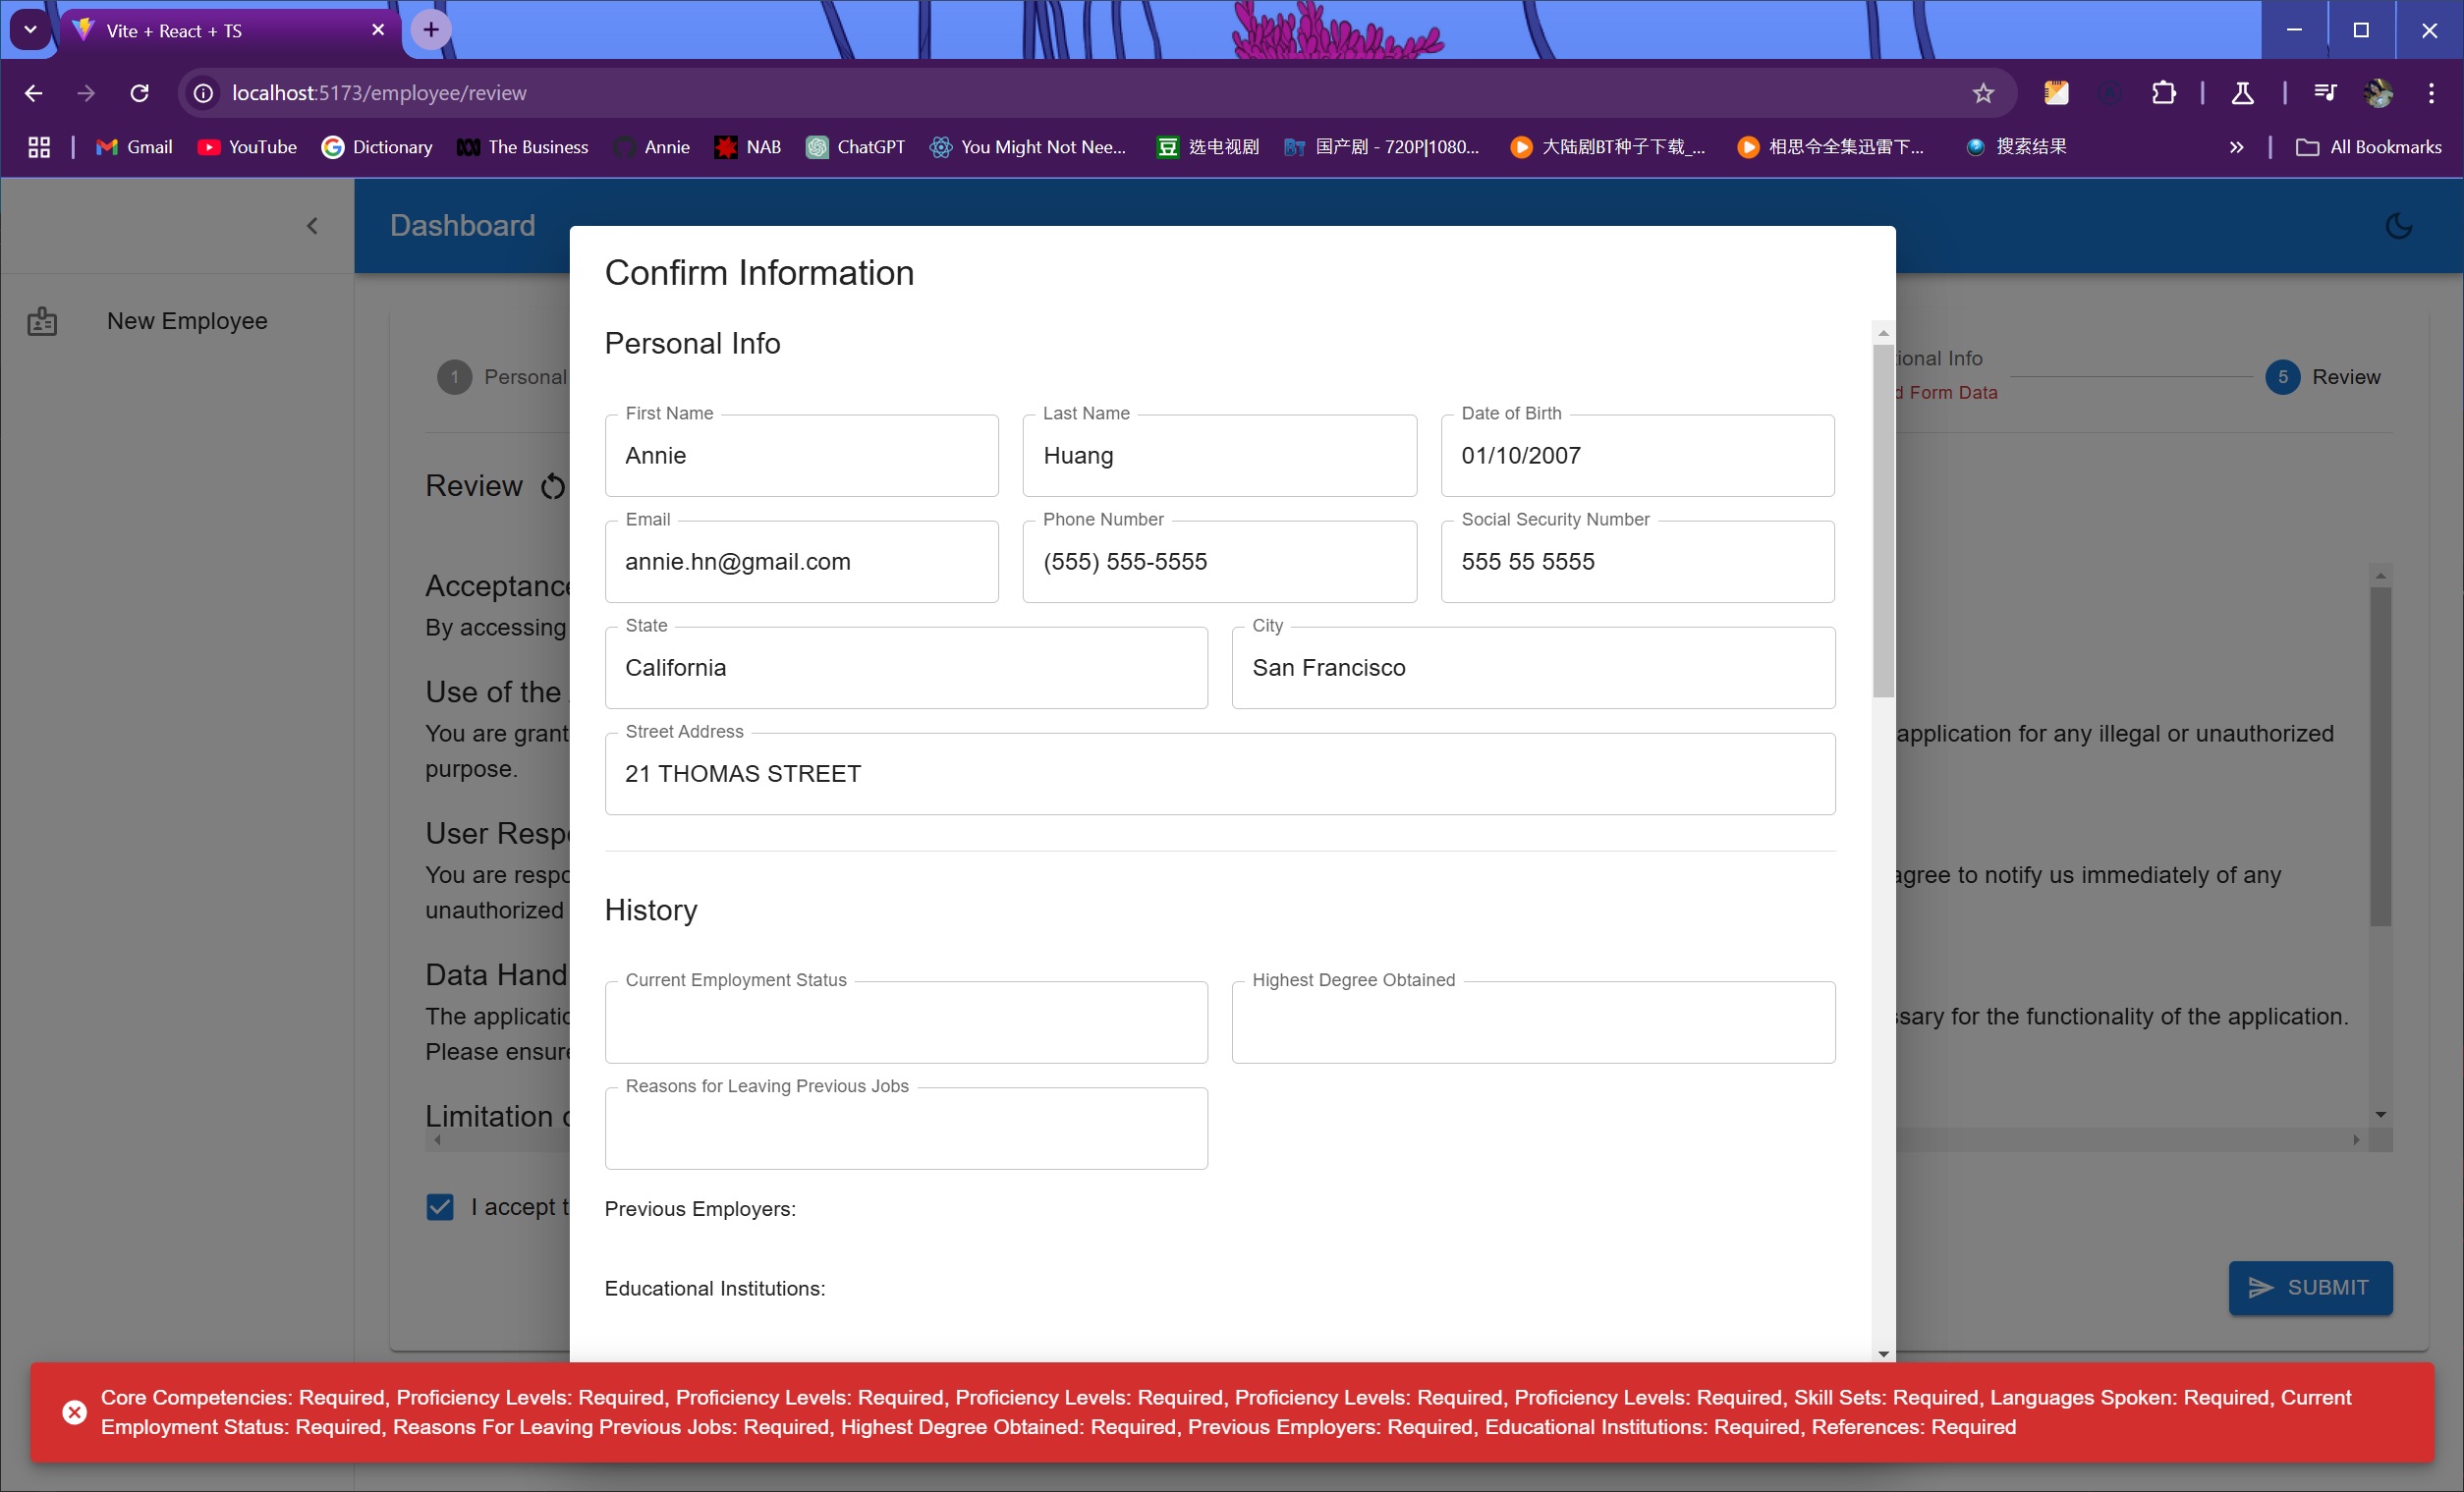 Vite + React + TS
localhost:5173/employee/review
Gmail
YouTube
Dictionary
The Business
Annie
NAB
ChatGPT
You Might Not Nee...
豆 选电视剧
BT 国产剧 - 720P|1080...
大陆剧BT种子下载_...
相思令全集迅雷下...
搜索结果
All Bookmarks
Dashboard
New Employee
Confirm Information
Personal Info
First Name
Last Name
Date of Birth
Annie
Huang
01/10/2007
Email
Phone Number
Social Security Number
annie.hn@gmail.com
(555) 555-5555
555 55 5555
State
City
California
San Francisco
Street Address
21 THOMAS STREET
History
Current Employment Status
Highest Degree Obtained
Reasons for Leaving Previous Jobs
Previous Employers:
Educational Institutions:
1 Personal
ional Info
d Form Data
5 Review
Review
Acceptance
By accessing
Use of the
You are grant
application for any illegal or unauthorized
purpose.
User Resp
You are respo
agree to notify us immediately of any
unauthorized
Data Hand
The applicatio
ssary for the functionality of the application.
Please ensure
Limitation o
I accept t
SUBMIT
Core Competencies: Required, Proficiency Levels: Required, Proficiency Levels: Required, Proficiency Levels: Required, Proficiency Levels: Required, Proficiency Levels: Required, Skill Sets: Required, Languages Spoken: Required, Current
Employment Status: Required, Reasons For Leaving Previous Jobs: Required, Highest Degree Obtained: Required, Previous Employers: Required, Educational Institutions: Required, References: Required